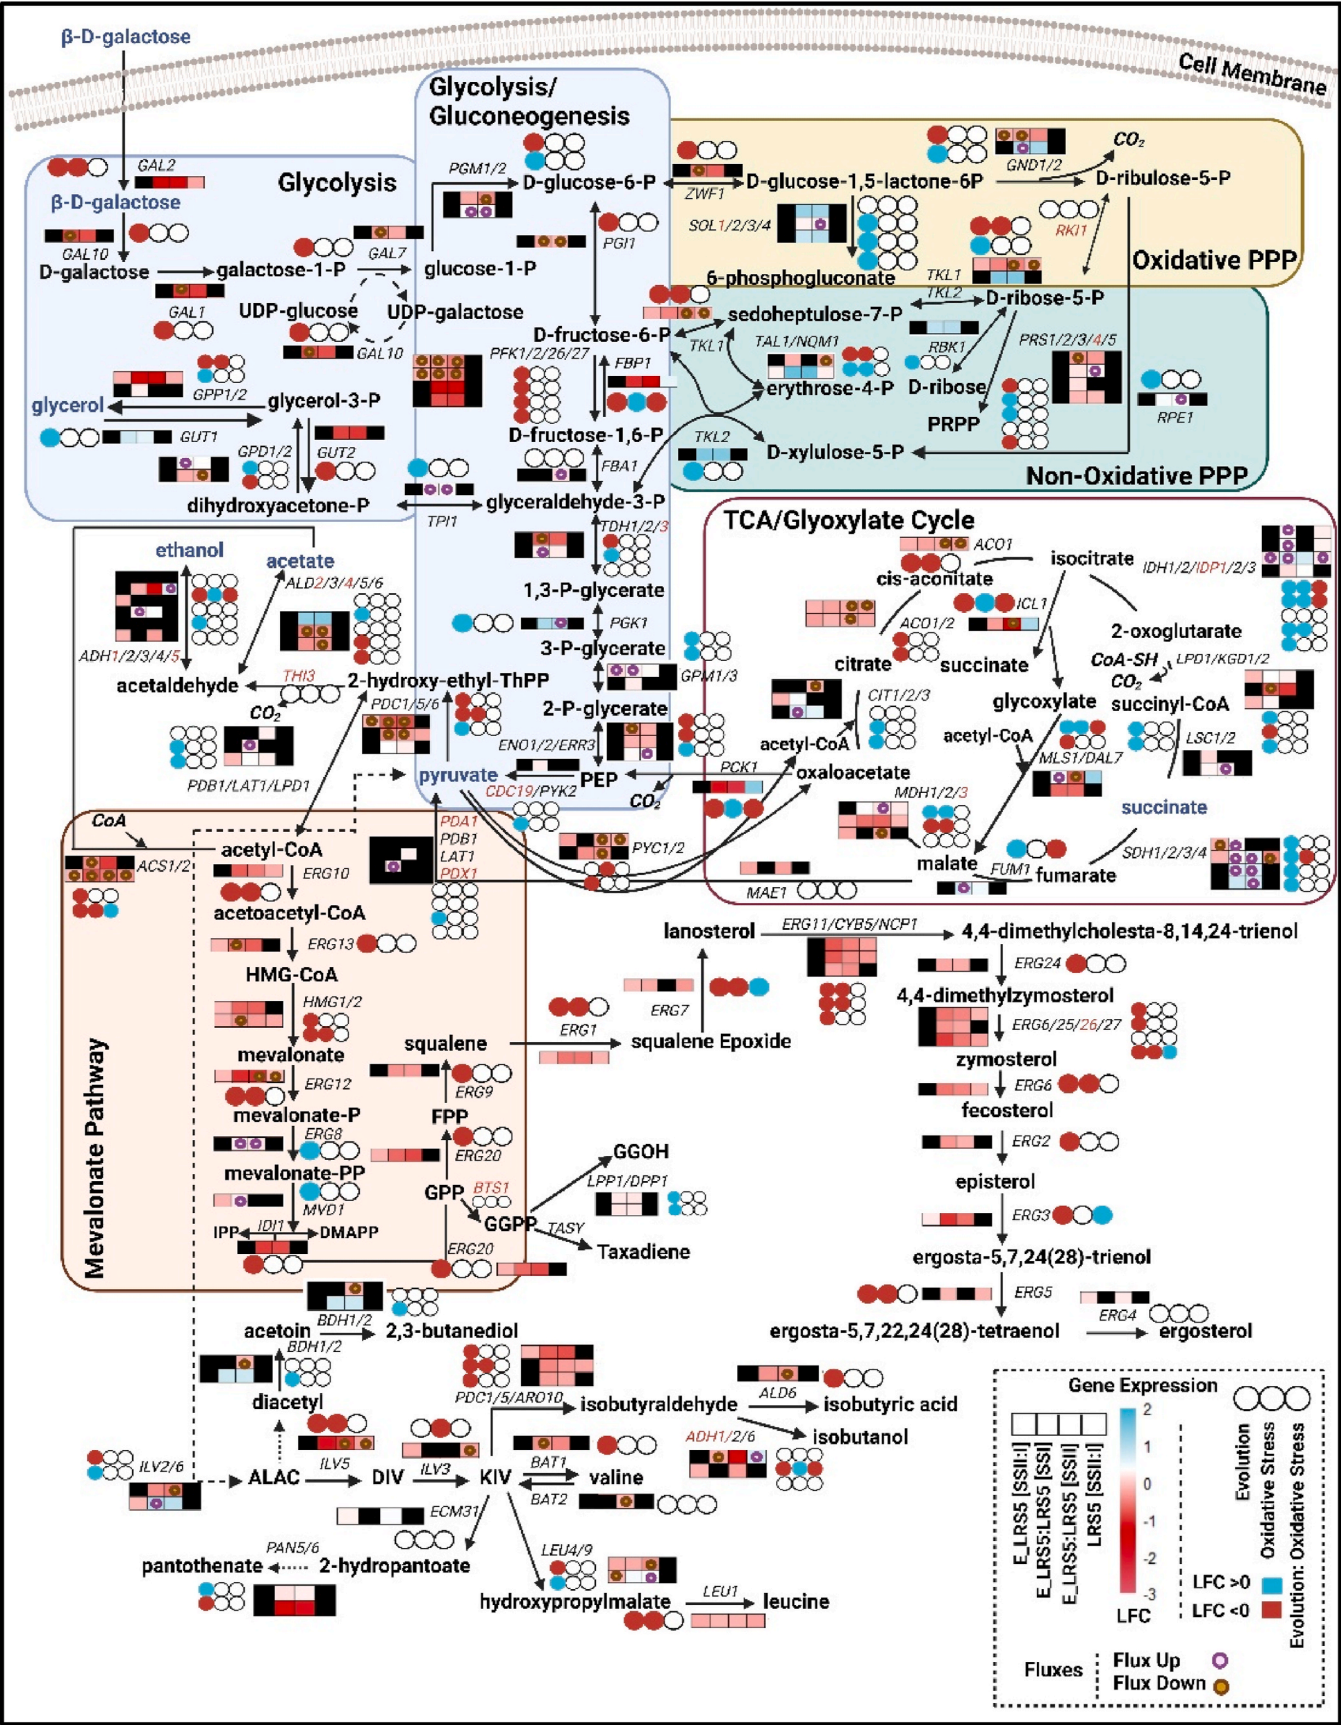 β-D-galactose
Cell Membrane
Glycolysis/
Gluconeogenesis
GAL2
Glycolysis
PGM1/2
D-glucose-6-P
ZWF1
D-glucose-1,5-lactone-6P
GND1/2
CO₂
D-ribulose-5-P
β-D-galactose
GAL10
D-galactose
galactose-1-P
GAL7
glucose-1-P
PGI1
SOL1/2/3/4
RKI1
Oxidative PPP
GAL1
UDP-glucose
UDP-galactose
GAL10
6-phosphogluconate
TKL1
TKL2
D-ribose-5-P
sedoheptulose-7-P
D-fructose-6-P
TKL1
TAL1/NQM1
RBK1
PRS1/2/3/4/5
PFK1/2/26/27
FBP1
erythrose-4-P
D-ribose
RPE1
PRPP
GPP1/2
glycerol
glycerol-3-P
GUT1
GPD1/2
GUT2
D-fructose-1,6-P
FBA1
TKL2
D-xylulose-5-P
Non-Oxidative PPP
dihydroxyacetone-P
TPI1
glyceraldehyde-3-P
TDH1/2/3
TCA/Glyoxylate Cycle
ethanol
acetate
ALD2/3/4/5/6
1,3-P-glycerate
PGK1
3-P-glycerate
GPM1/3
2-P-glycerate
ENO1/2/ERR3
PEP
ACO1
cis-aconitate
isocitrate
IDH1/2/IDP1/2/3
ICL1
ACO1/2
citrate
succinate
2-oxoglutarate
CoA-SH
CO₂
LPD1/KGD1/2
ADH1/2/3/4/5
acetaldehyde
THI3
CO₂
2-hydroxy-ethyl-ThPP
PDC1/5/6
CIT1/2/3
glyoxylate
succinyl-CoA
acetyl-CoA
acetyl-CoA
MLS1/DAL7
LSC1/2
PDB1/LAT1/LPD1
pyruvate
CDC19/PYK2
CO₂
PCK1
oxaloacetate
MDH1/2/3
succinate
CoA
acetyl-CoA
ACS1/2
ERG10
PDA1
PDB1
LAT1
PDX1
PYC1/2
MAE1
malate
FUM1
fumarate
SDH1/2/3/4
acetoacetyl-CoA
ERG13
HMG-CoA
HMG1/2
mevalonate
ERG12
mevalonate-P
ERG8
mevalonate-PP
MVD1
IPP
IDI1
DMAPP
Mevalonate Pathway
squalene
ERG9
FPP
ERG20
GPP
BTS1
GGPP
ERG20
TASY
GGOH
LPP1/DPP1
Taxadiene
lanosterol
ERG11/CYB5/NCP1
4,4-dimethylcholesta-8,14,24-trienol
ERG7
ERG1
squalene Epoxide
ERG24
4,4-dimethylzymosterol
ERG6/25/26/27
zymosterol
ERG6
fecosterol
ERG2
episterol
ERG3
ergosta-5,7,24(28)-trienol
ERG5
ergosta-5,7,22,24(28)-tetraenol
ERG4
ergosterol
BDH1/2
acetoin
2,3-butanediol
BDH1/2
diacetyl
PDC1/5/ARO10
isobutyraldehyde
ALD6
isobutyric acid
isobutanol
ADH1/2/6
ILV2/6
ALAC
ILV5
DIV
ILV3
KIV
BAT1
valine
BAT2
ECM31
PAN5/6
pantothenate
2-hydropantoate
LEU4/9
hydroxypropylmalate
LEU1
leucine
Gene Expression
E_LRS5 [SSII:I]
E_LRS5:LRS5 [SSI]
E_LRS5:LRS5 [SSII]
LRS5 [SSII:I]
2
1
0
-1
-2
-3
LFC
Evolution
Oxidative Stress
Evolution: Oxidative Stress
LFC >0
LFC <0
Fluxes
Flux Up
Flux Down